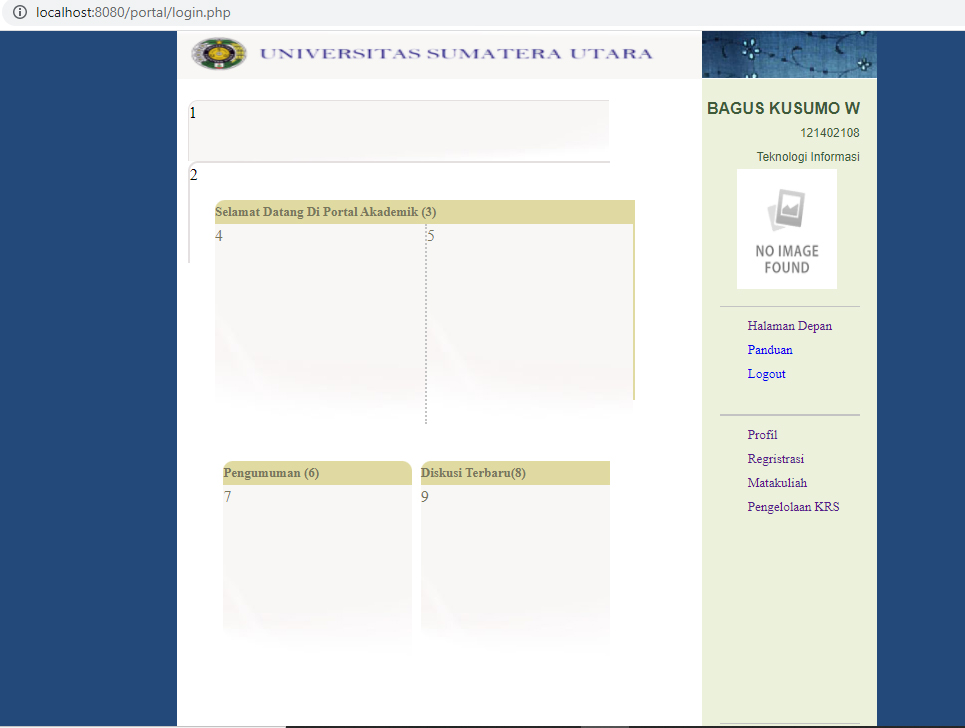 localhost:8080/portal/login.php
UNIVERSITAS SUMATERA UTARA
1
2
Selamat Datang Di Portal Akademik (3)
4
5
Pengumuman (6)
7
Diskusi Terbaru(8)
9
BAGUS KUSUMO W
121402108
Teknologi Informasi
NO IMAGE
FOUND
Halaman Depan
Panduan
Logout
Profil
Regristrasi
Matakuliah
Pengelolaan KRS